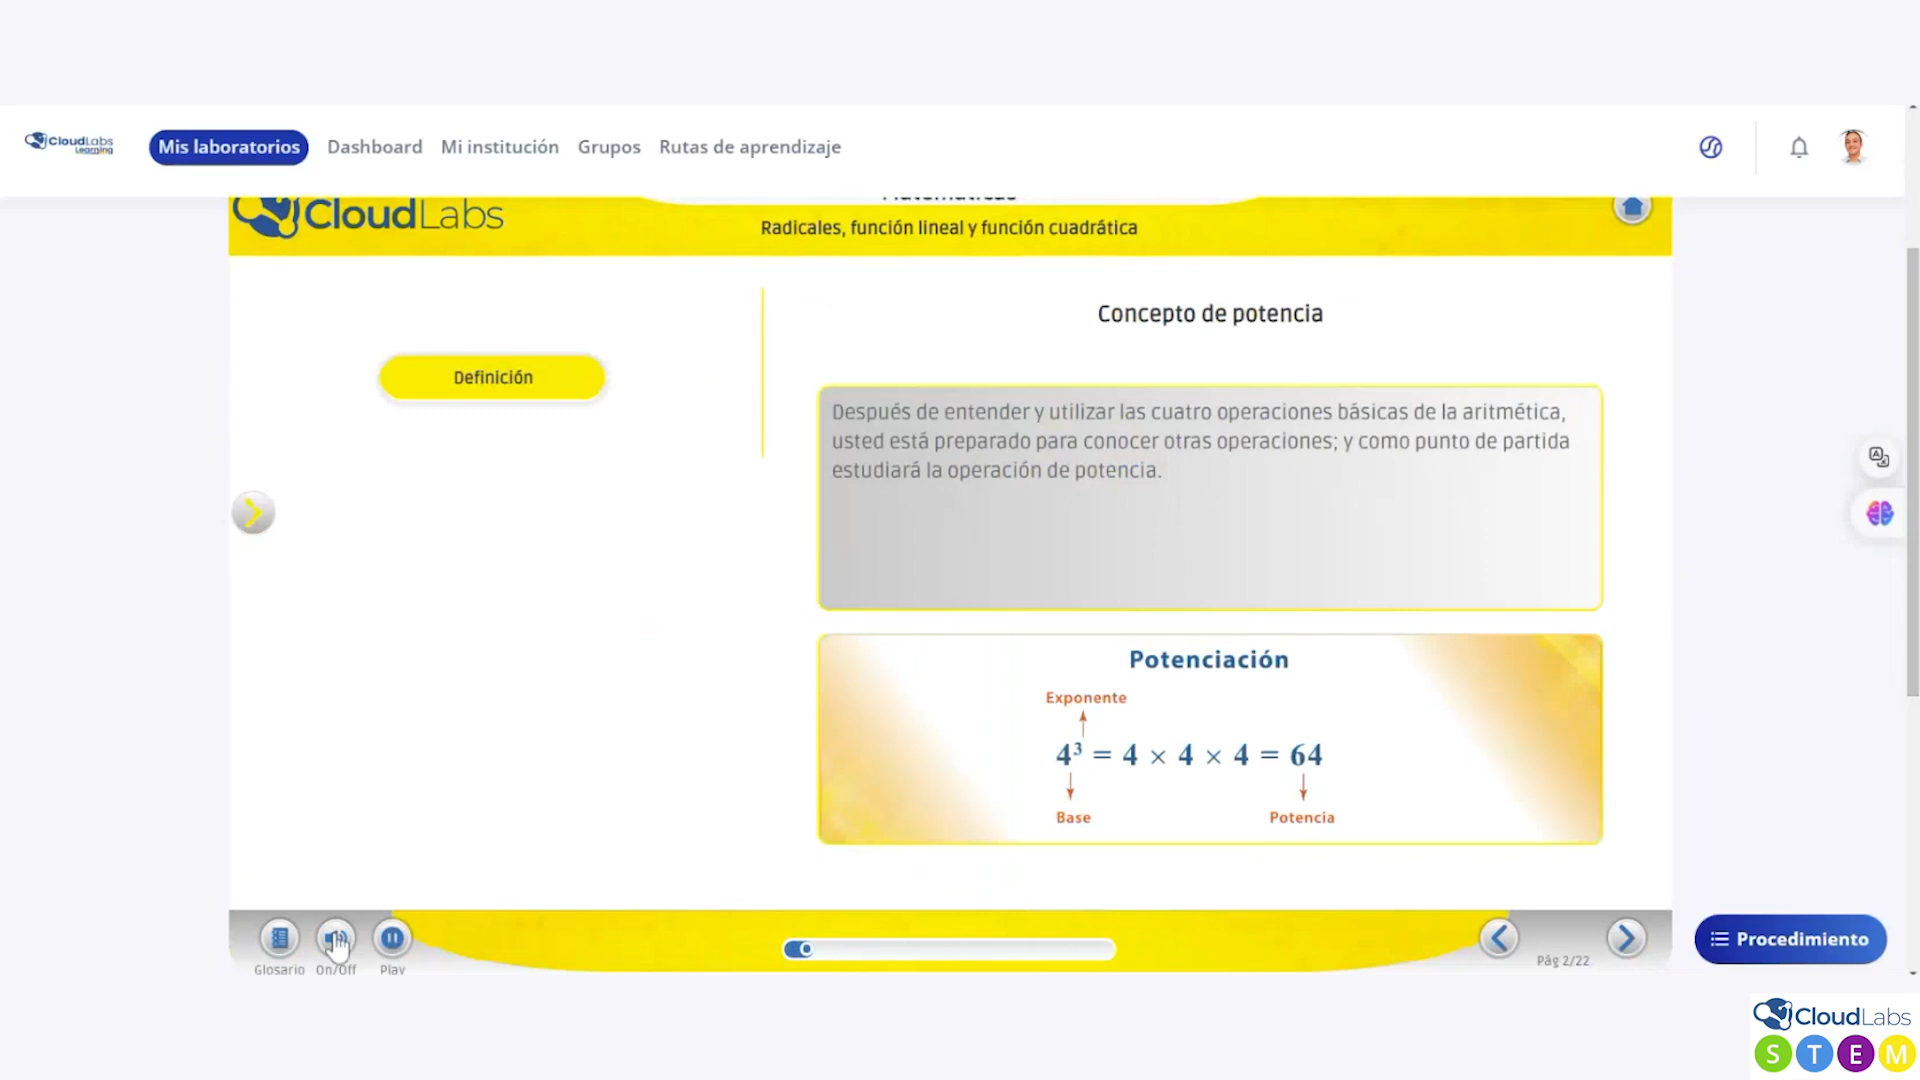 CloudLabs
Learning
Mis laboratorios
Dashboard
Mi institución
Grupos
Rutas de aprendizaje
CloudLabs
Matemáticas
Radicales, función lineal y función cuadrática
Definición
Concepto de potencia
Después de entender y utilizar las cuatro operaciones básicas de la aritmética,
usted está preparado para conocer otras operaciones; y como punto de partida
estudiará la operación de potencia.
Potenciación
Exponente
4³ = 4 × 4 × 4 = 64
Base
Potencia
Glosario
On/Off
Play
Pág 2/22
Procedimiento
CloudLabs
S T E M